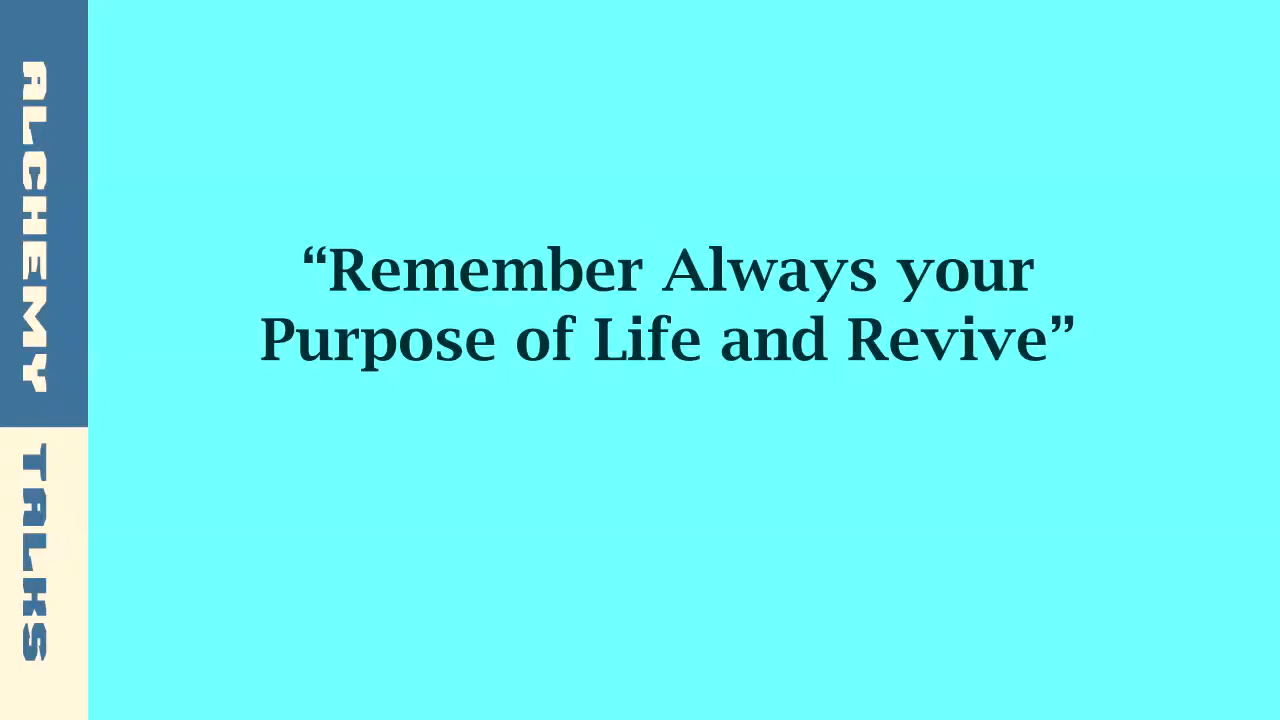 ALCHEMY TALKS
“Remember Always your
Purpose of Life and Revive”